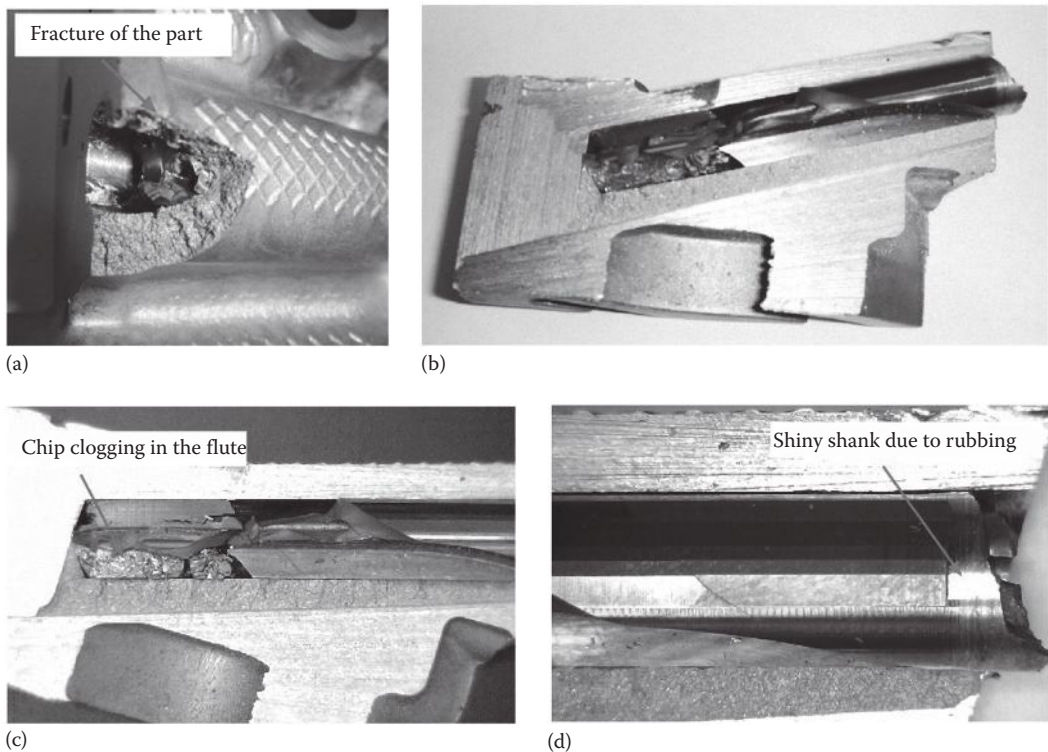 Fracture of the part
(a)
(b)
Chip clogging in the flute
Shiny shank due to rubbing
(c)
(d)